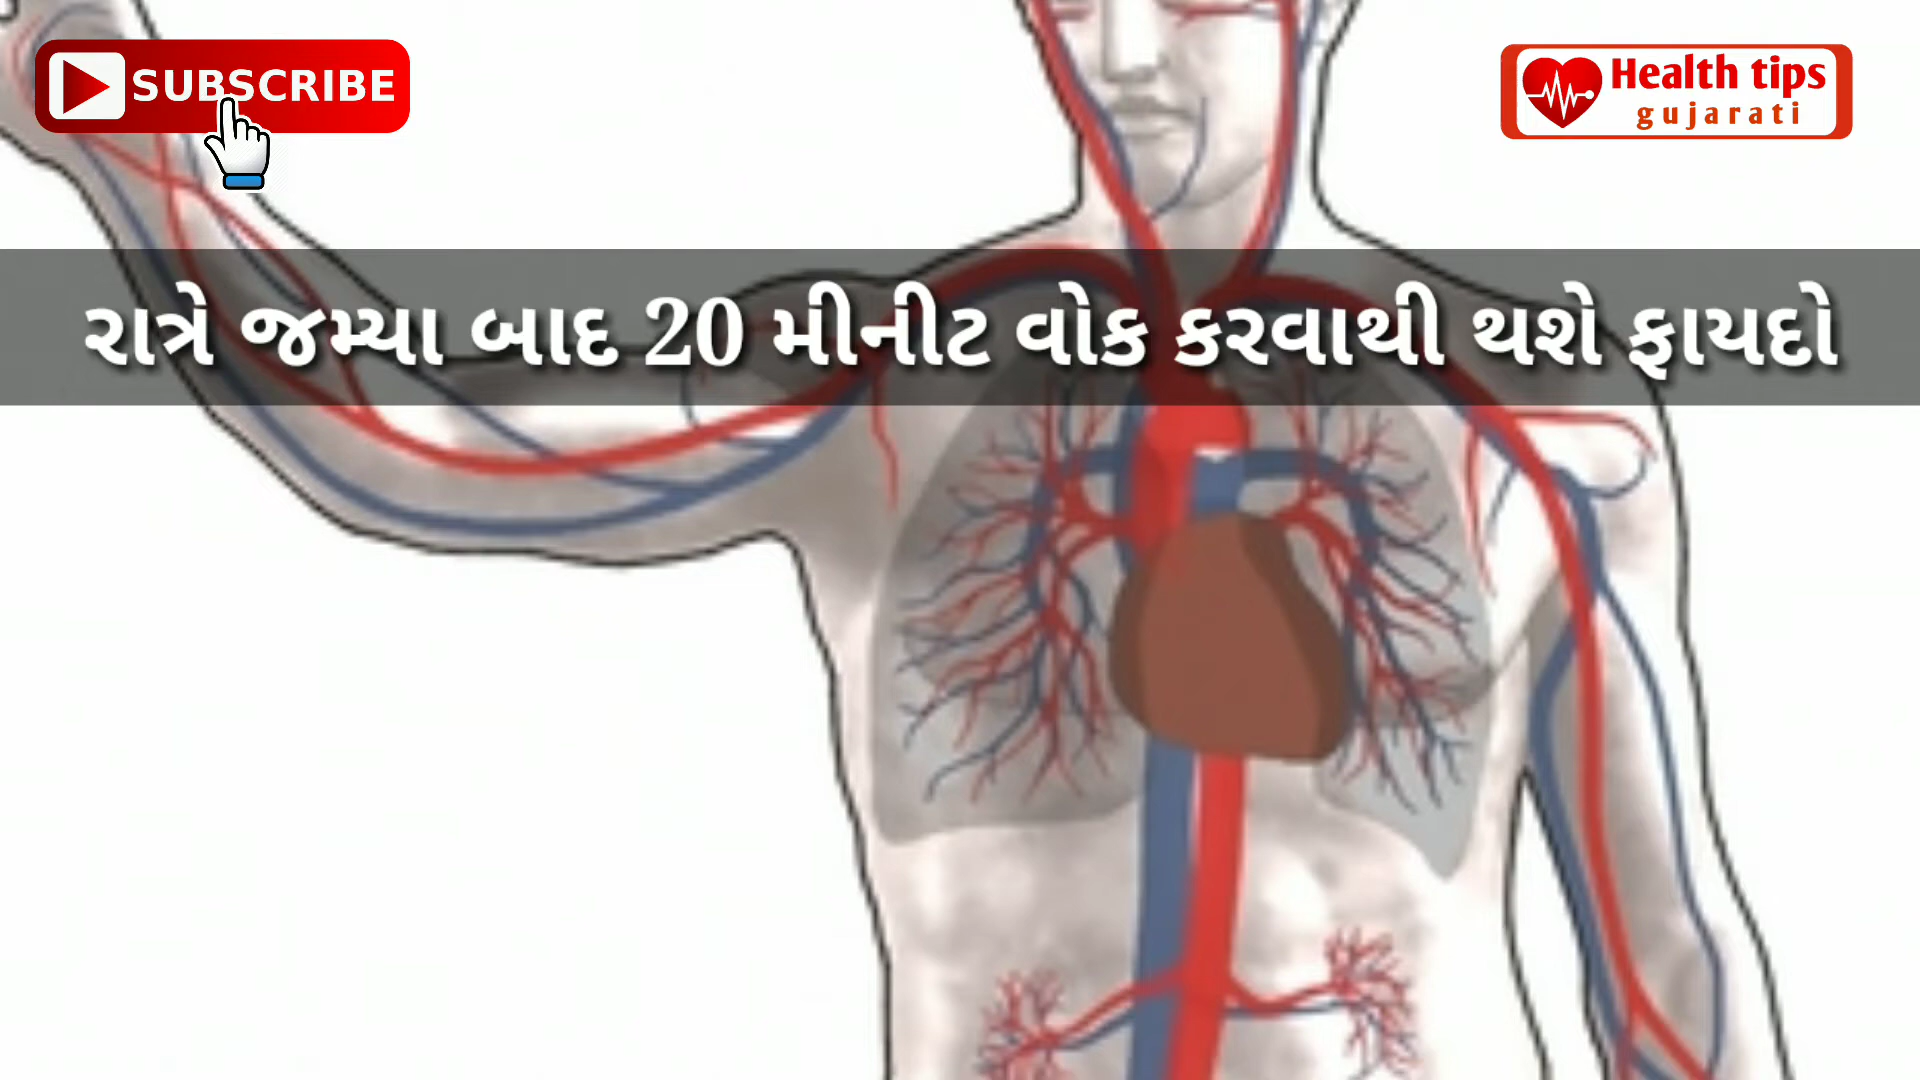 SUBSCRIBE
Health tips
gujarati
રાત્રે જમ્યા બાદ 20 મીનીટ વોક કરવાથી થશે ફાયદો